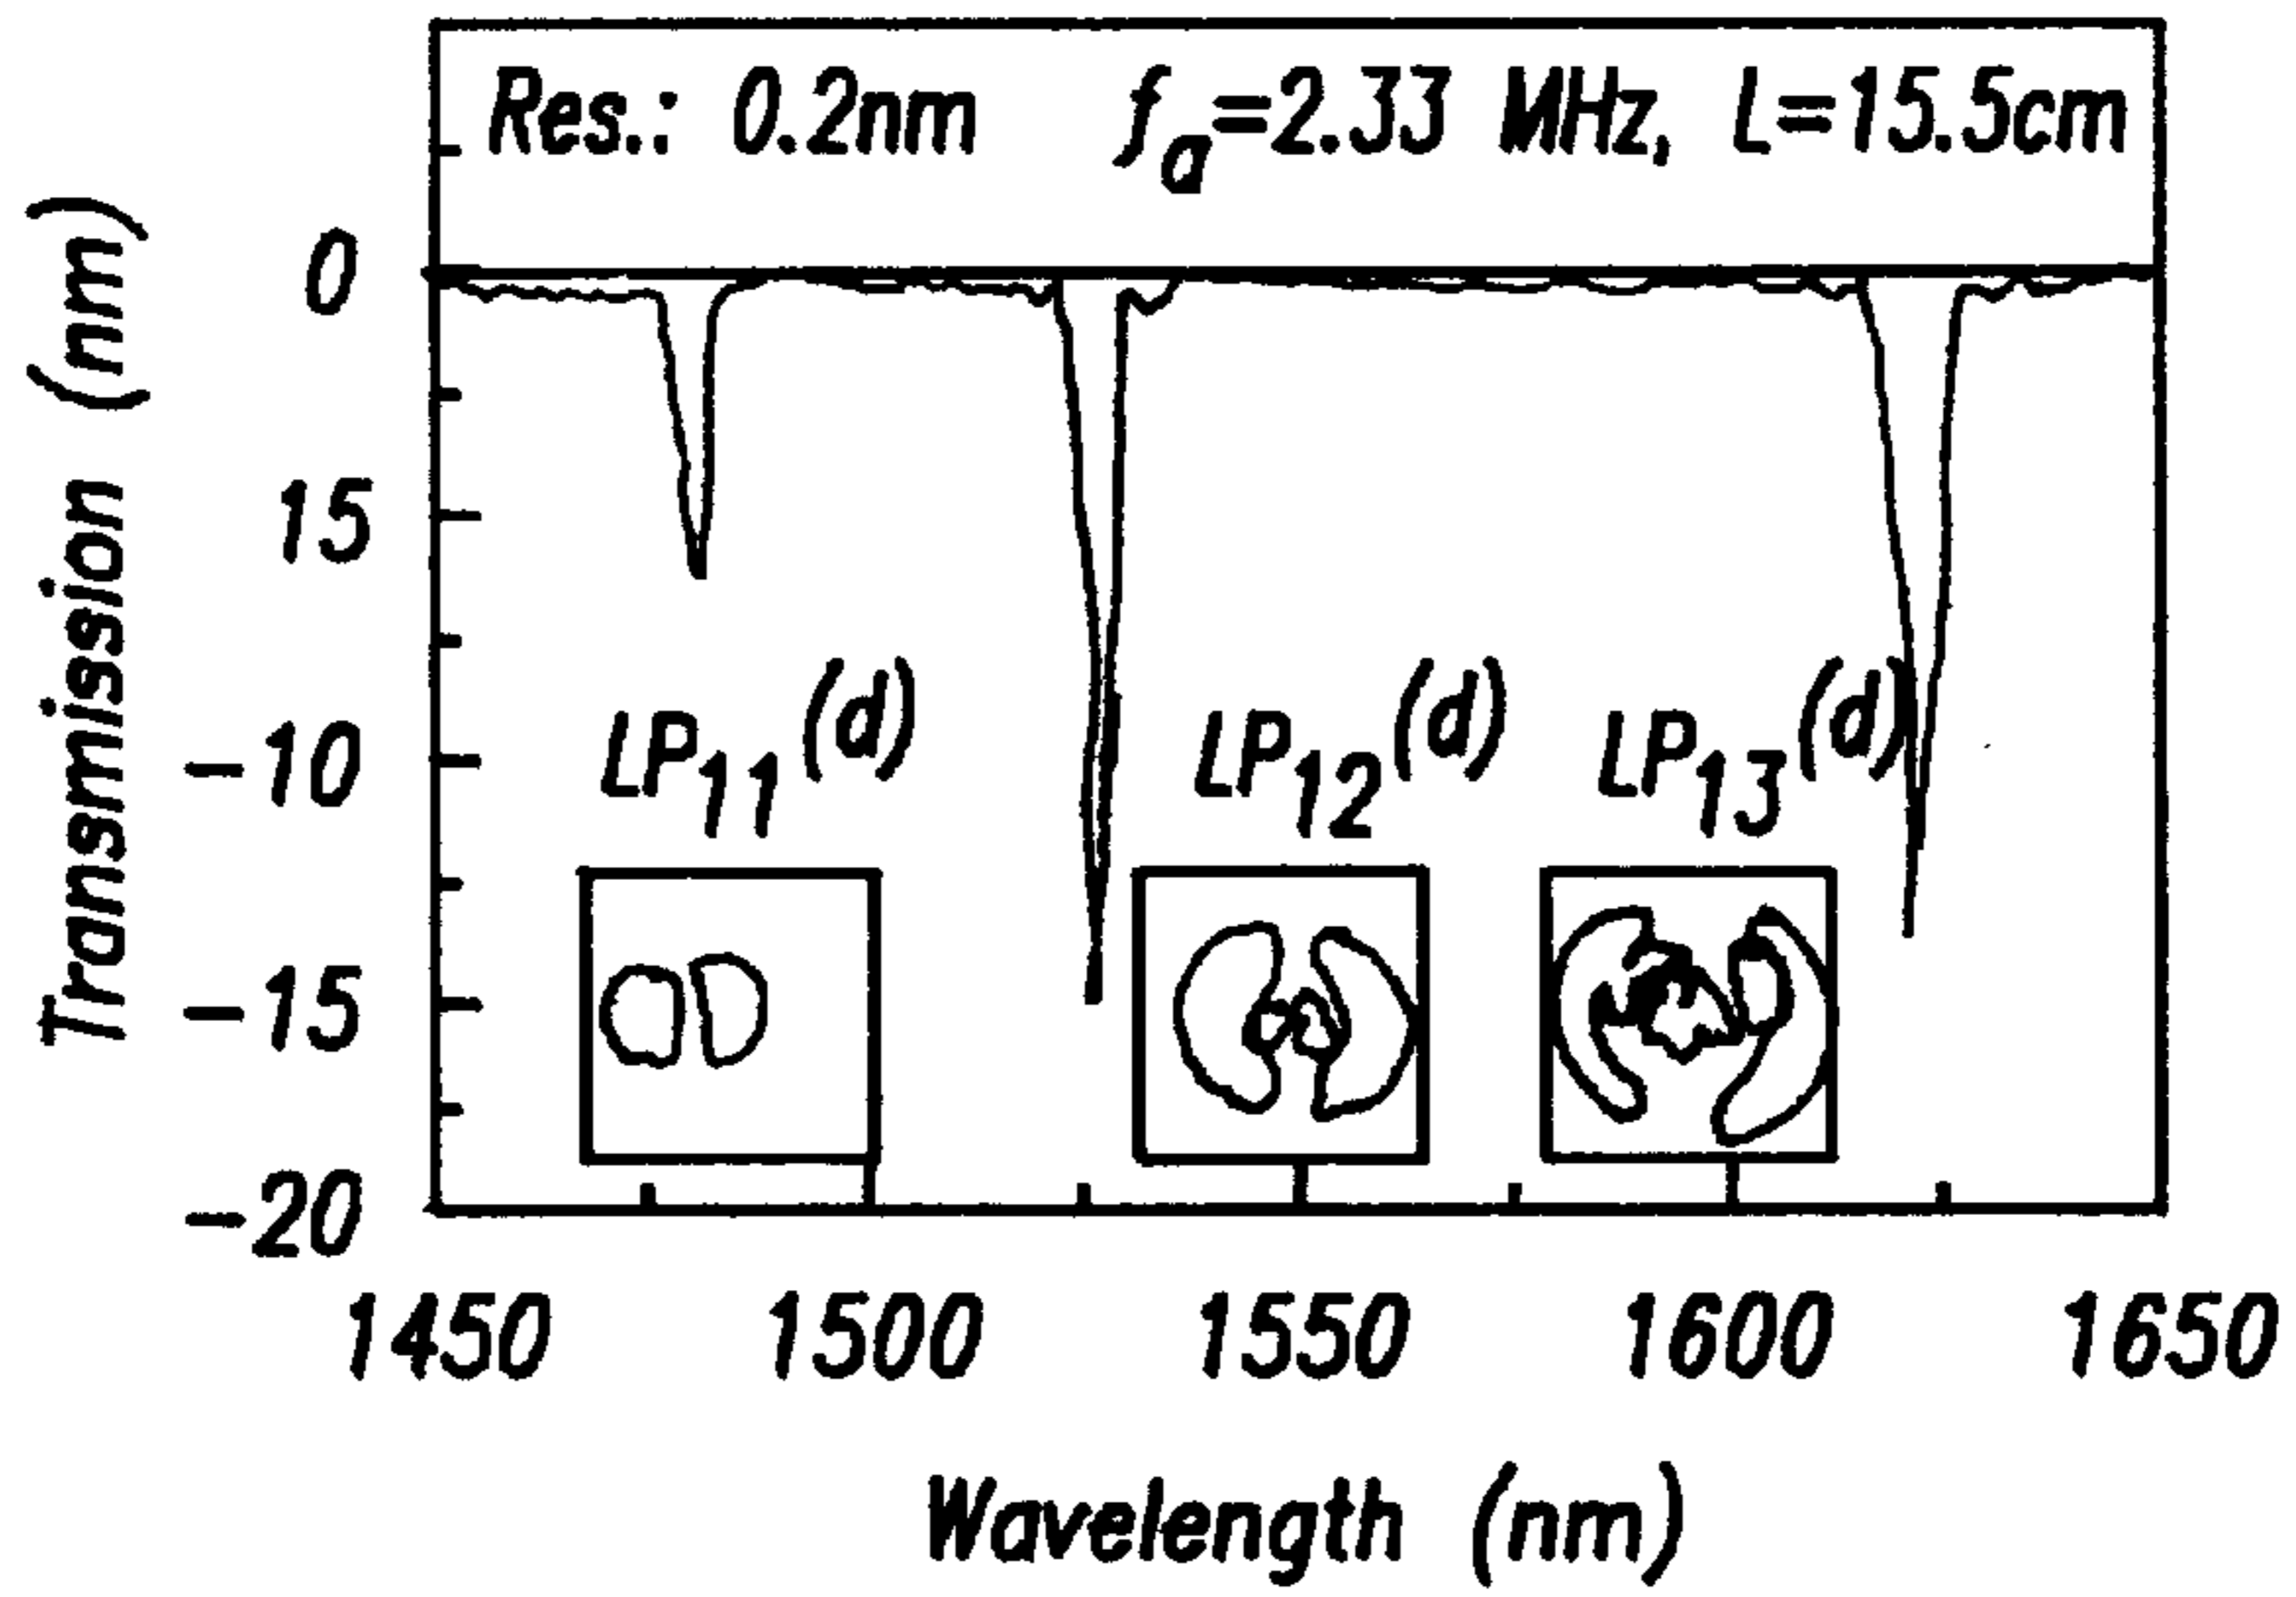 Res.: 0.2nm fa=2.33 MHz, L=15.5cm
Transmission (nm)
0
15
-10
-15
-20
LP11(d) LP12(d) LP13(d)
1450 1500 1550 1600 1650
Wavelength (nm)